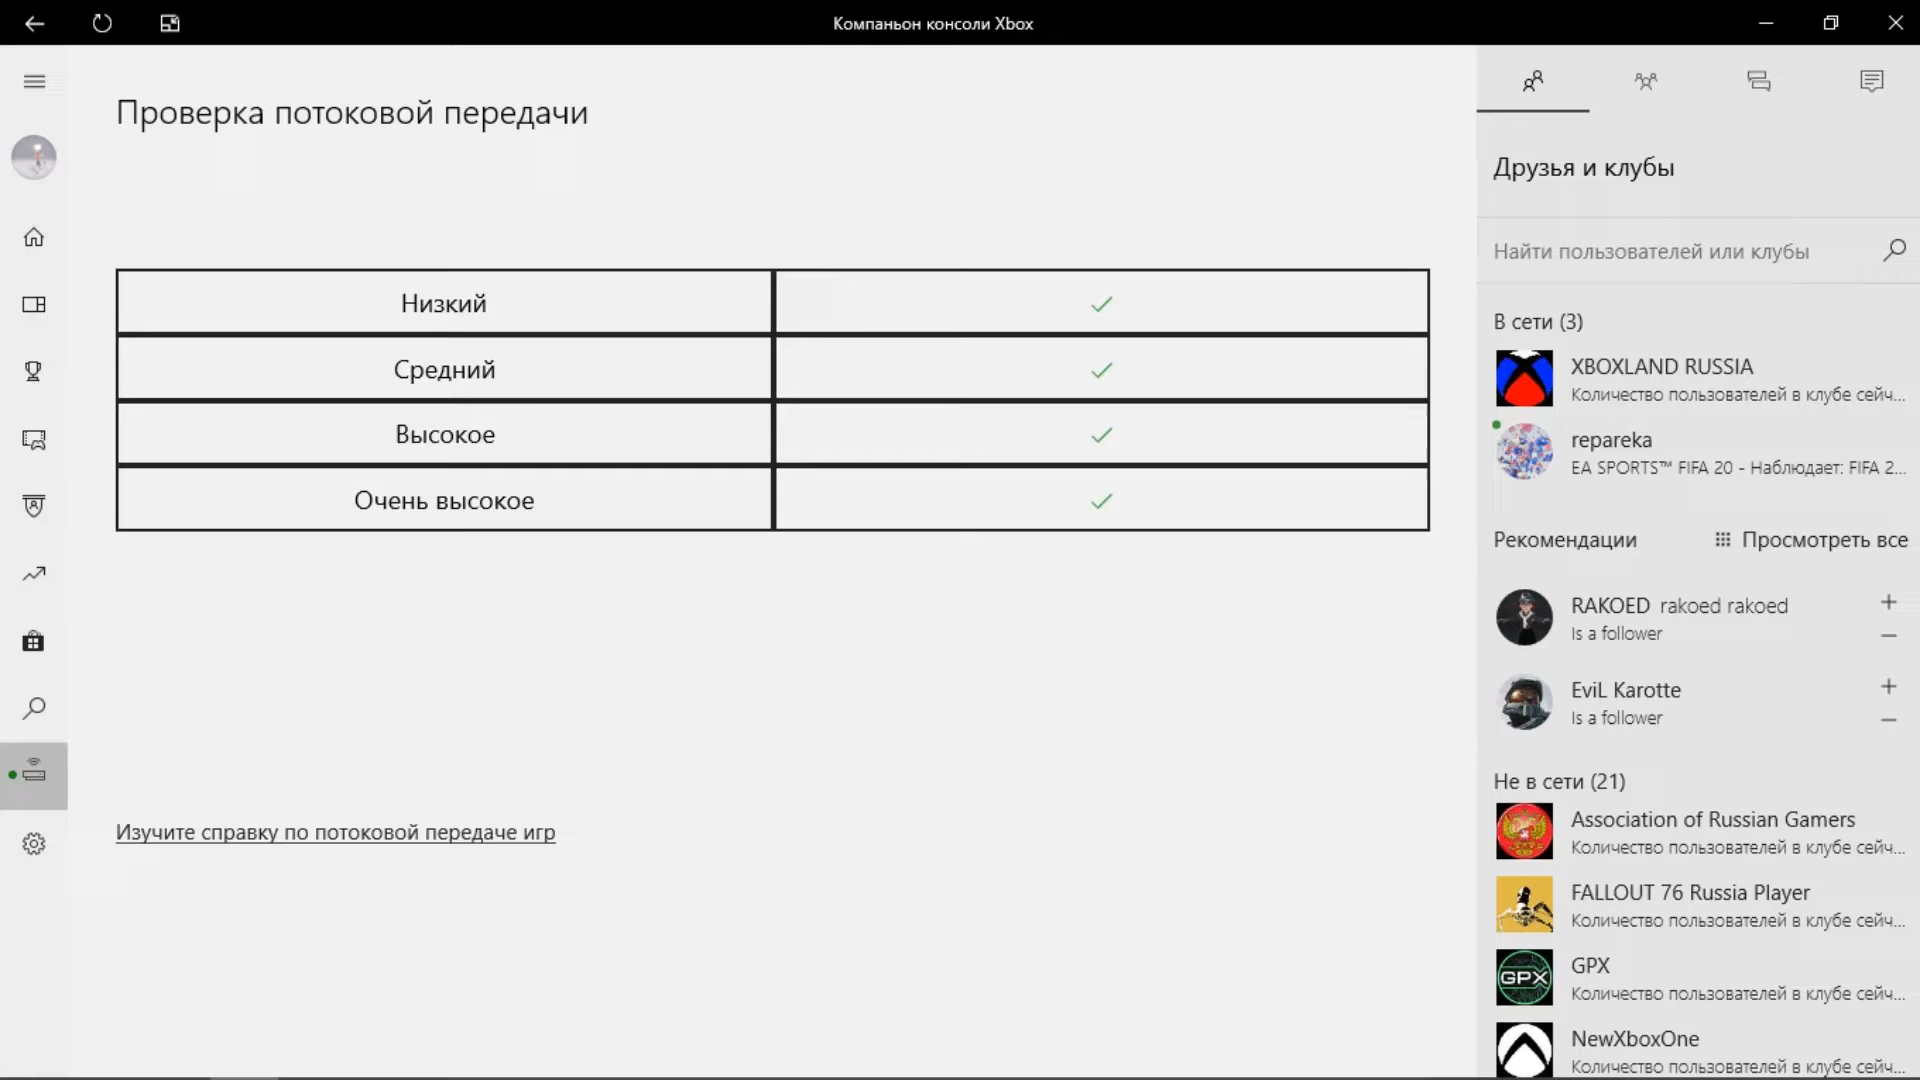 Компаньон консоли Xbox
Проверка потоковой передачи
Низкий
Средний
Высокое
Очень высокое
Изучите справку по потоковой передаче игр
Друзья и клубы
Найти пользователей или клубы
В сети (3)
XBOXLAND RUSSIA
Количество пользователей в клубе сейч...
repareka
EA SPORTS™ FIFA 20 - Наблюдает: FIFA 2...
Рекомендации
Просмотреть все
RAKOED rakoed rakoed
Is a follower
EviL Karotte
Is a follower
Не в сети (21)
Association of Russian Gamers
Количество пользователей в клубе сейч...
FALLOUT 76 Russia Player
Количество пользователей в клубе сейч...
GPX
GPX
Количество пользователей в клубе сейч...
NewXboxOne
Количество пользователей в клубе сейч...